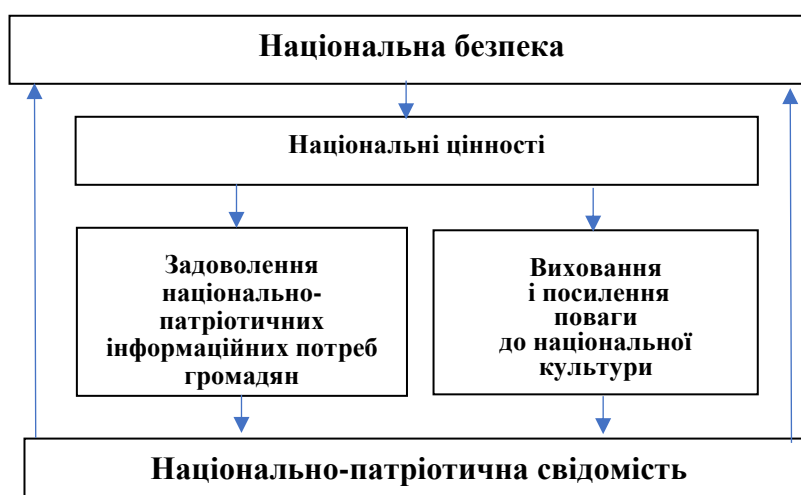 Національна безпека
Національні цінності
Задоволення
національно-
патріотичних
інформаційних потреб
громадян
Виховання
і посилення
поваги
до національної
культури
Національно-патріотична свідомість